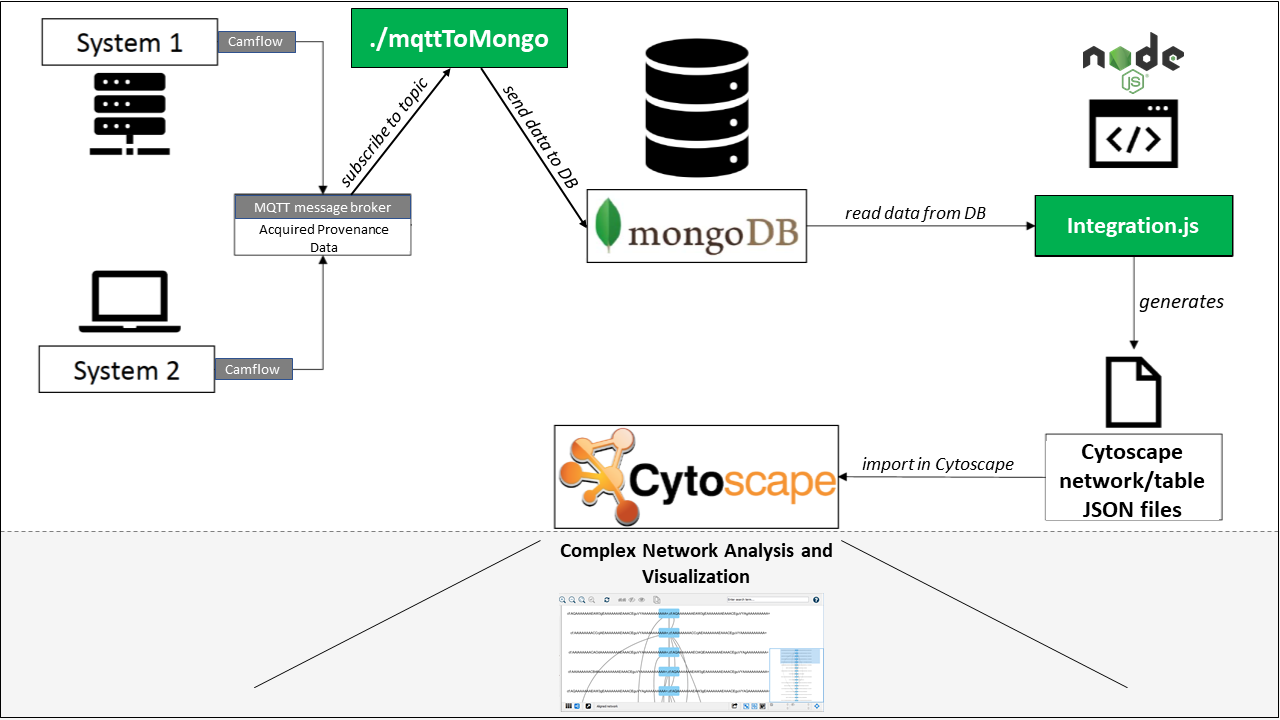 System 1
Camflow
./mqttToMongo
node
JS
</>
subscribe to topic
send data to DB
MQTT message broker
Acquired Provenance
Data
mongoDB
read data from DB
Integration.js
generates
System 2
Camflow
Cytoscape
import in Cytoscape
Cytoscape
network/table
JSON files
Complex Network Analysis and
Visualization